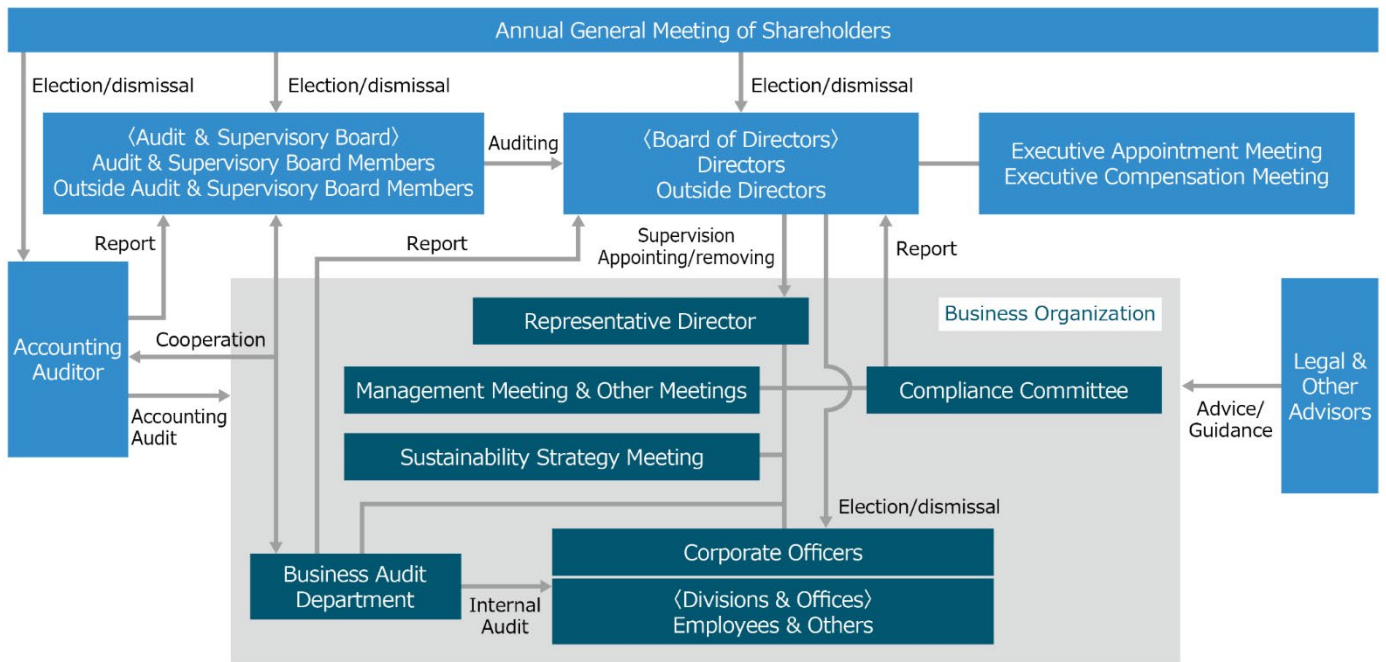 Annual General Meeting of Shareholders
Election/dismissal
Election/dismissal
Election/dismissal
〈Audit & Supervisory Board〉
Audit & Supervisory Board Members
Outside Audit & Supervisory Board Members
Auditing
〈Board of Directors〉
Directors
Outside Directors
Executive Appointment Meeting
Executive Compensation Meeting
Report
Report
Supervision
Appointing/removing
Report
Accounting
Auditor
Cooperation
Accounting
Audit
Representative Director
Business Organization
Management Meeting & Other Meetings
Compliance Committee
Sustainability Strategy Meeting
Advice/
Guidance
Legal &
Other
Advisors
Election/dismissal
Business Audit
Department
Internal
Audit
Corporate Officers
〈Divisions & Offices〉
Employees & Others